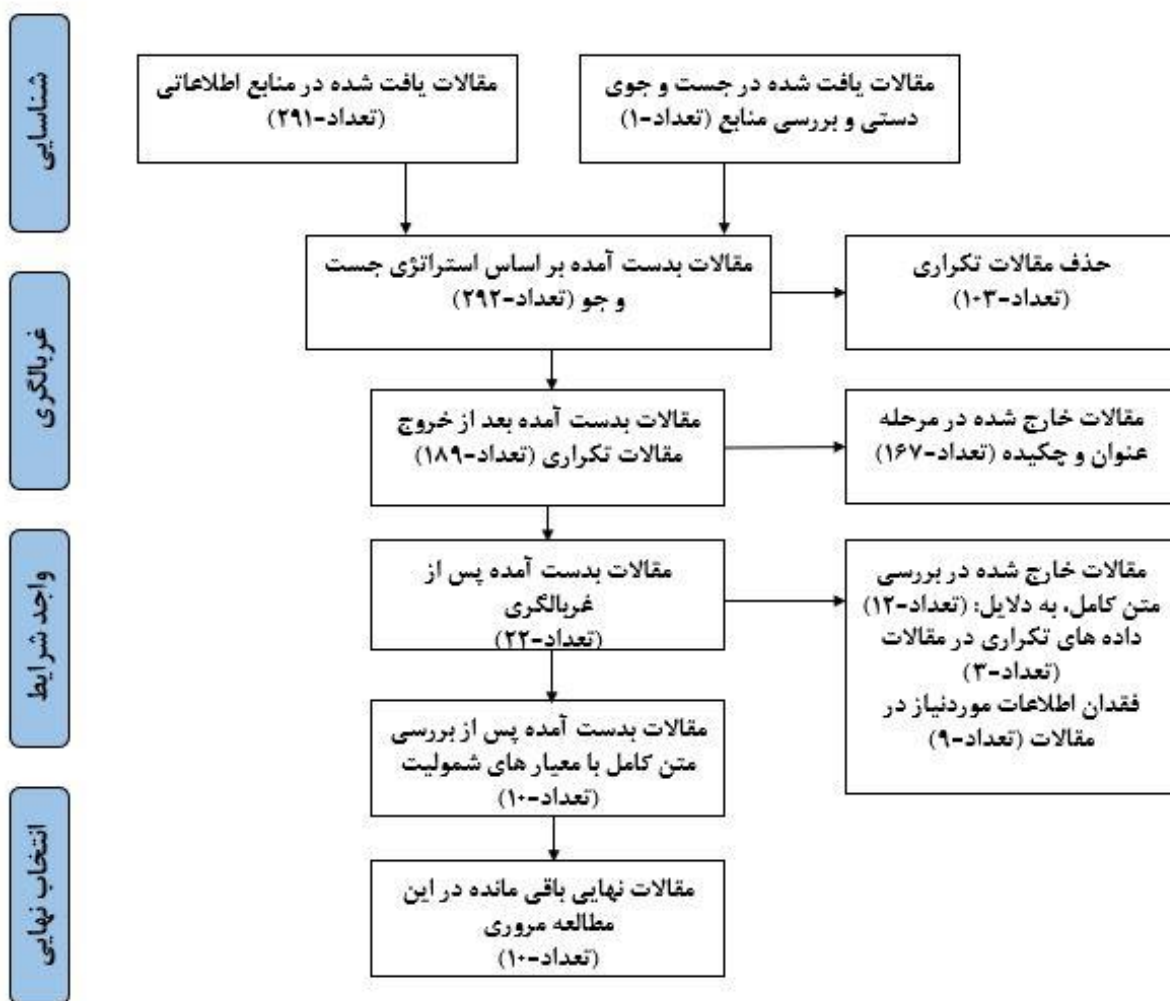 شناسایی
مقالات یافت شده در جست و جوی
دستی و بررسی منابع (تعداد-۱)
مقالات یافت شده در منابع اطلاعاتی
(تعداد-۲۹۱)
مقالات بدست آمده بر اساس استراتژی جست
و جو (تعداد-۲۹۲)
حذف مقالات تکراری
(تعداد-۱۰۳)
غربالگری
مقالات بدست آمده بعد از خروج
مقالات تکراری (تعداد-۱۸۹)
مقالات خارج شده در مرحله
عنوان و چکیده (تعداد-۱۶۷)
واجد شرایط
مقالات بدست آمده پس از
غربالگری
(تعداد-۲۲)
مقالات خارج شده در بررسی
متن کامل، به دلایل: (تعداد-۱۲)
داده های تکراری در مقالات
(تعداد-۳)
فقدان اطلاعات موردنیاز در
مقالات (تعداد-۹)
مقالات بدست آمده پس از بررسی
متن کامل با معیار های شمولیت
(تعداد-۱۰)
انتخاب نهایی
مقالات نهایی باقی مانده در این
مطالعه مروری
(تعداد-۱۰)